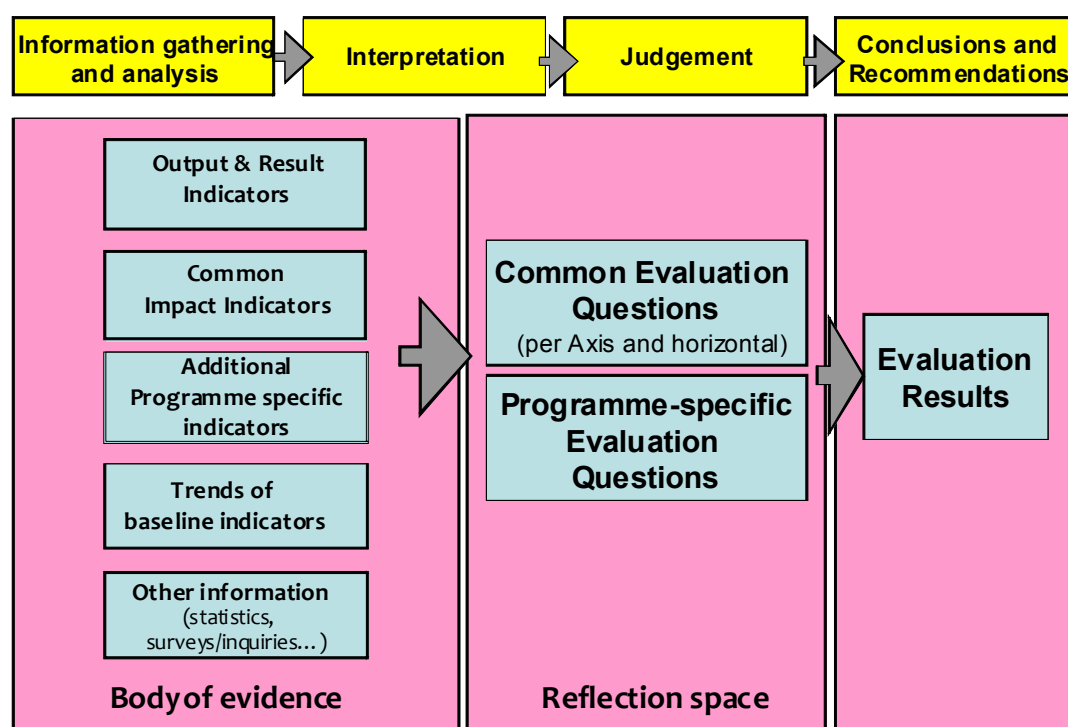 Information gathering
and analysis
Interpretation
Judgement
Conclusions and
Recommendations
Output & Result
Indicators
Common
Impact Indicators
Additional
Programme specific
indicators
Trends of
baseline indicators
Other information
(statistics,
surveys/inquiries…)
Body of evidence
Common Evaluation
Questions
(per Axis and horizontal)
Programme-specific
Evaluation
Questions
Reflection space
Evaluation
Results